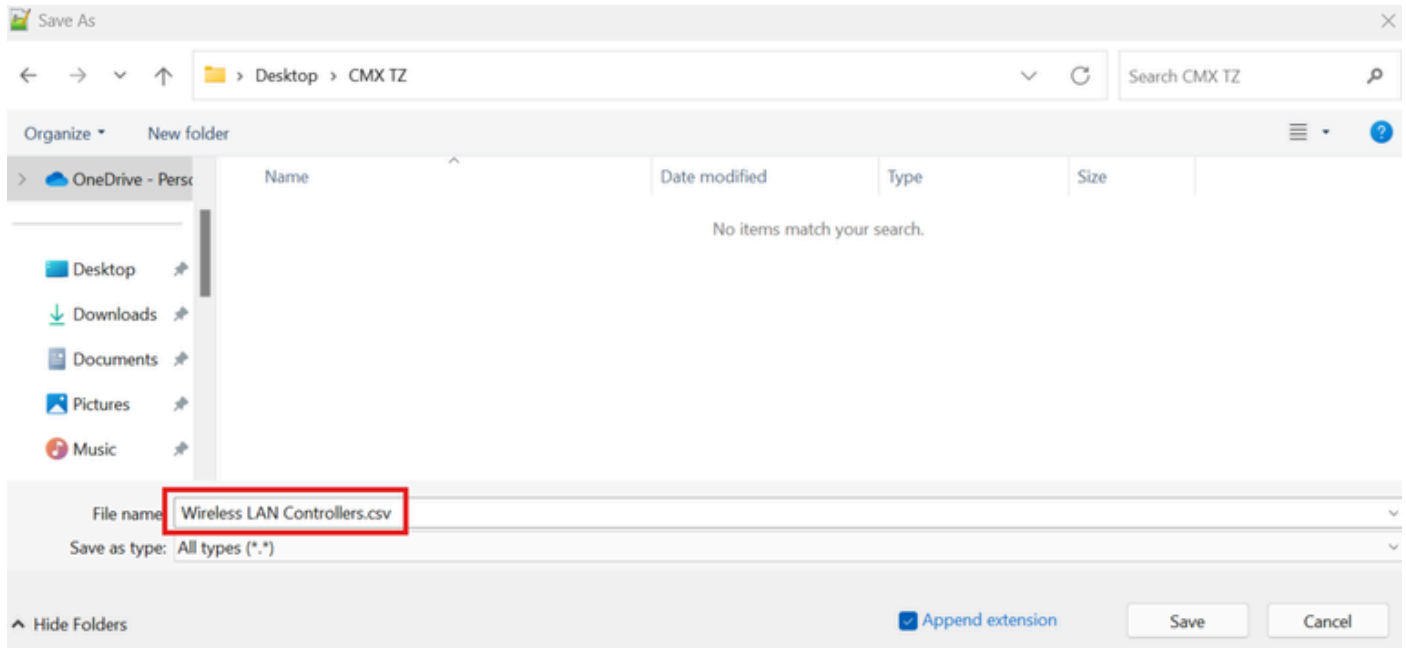 Save As
Desktop › CMX TZ
Search CMX TZ
Organize
New folder
OneDrive - Perso
Name
Date modified
Type
Size
No items match your search.
Desktop
Downloads
Documents
Pictures
Music
File name
Wireless LAN Controllers.csv
Save as type: All types (*.*)
Hide Folders
Append extension
Save
Cancel